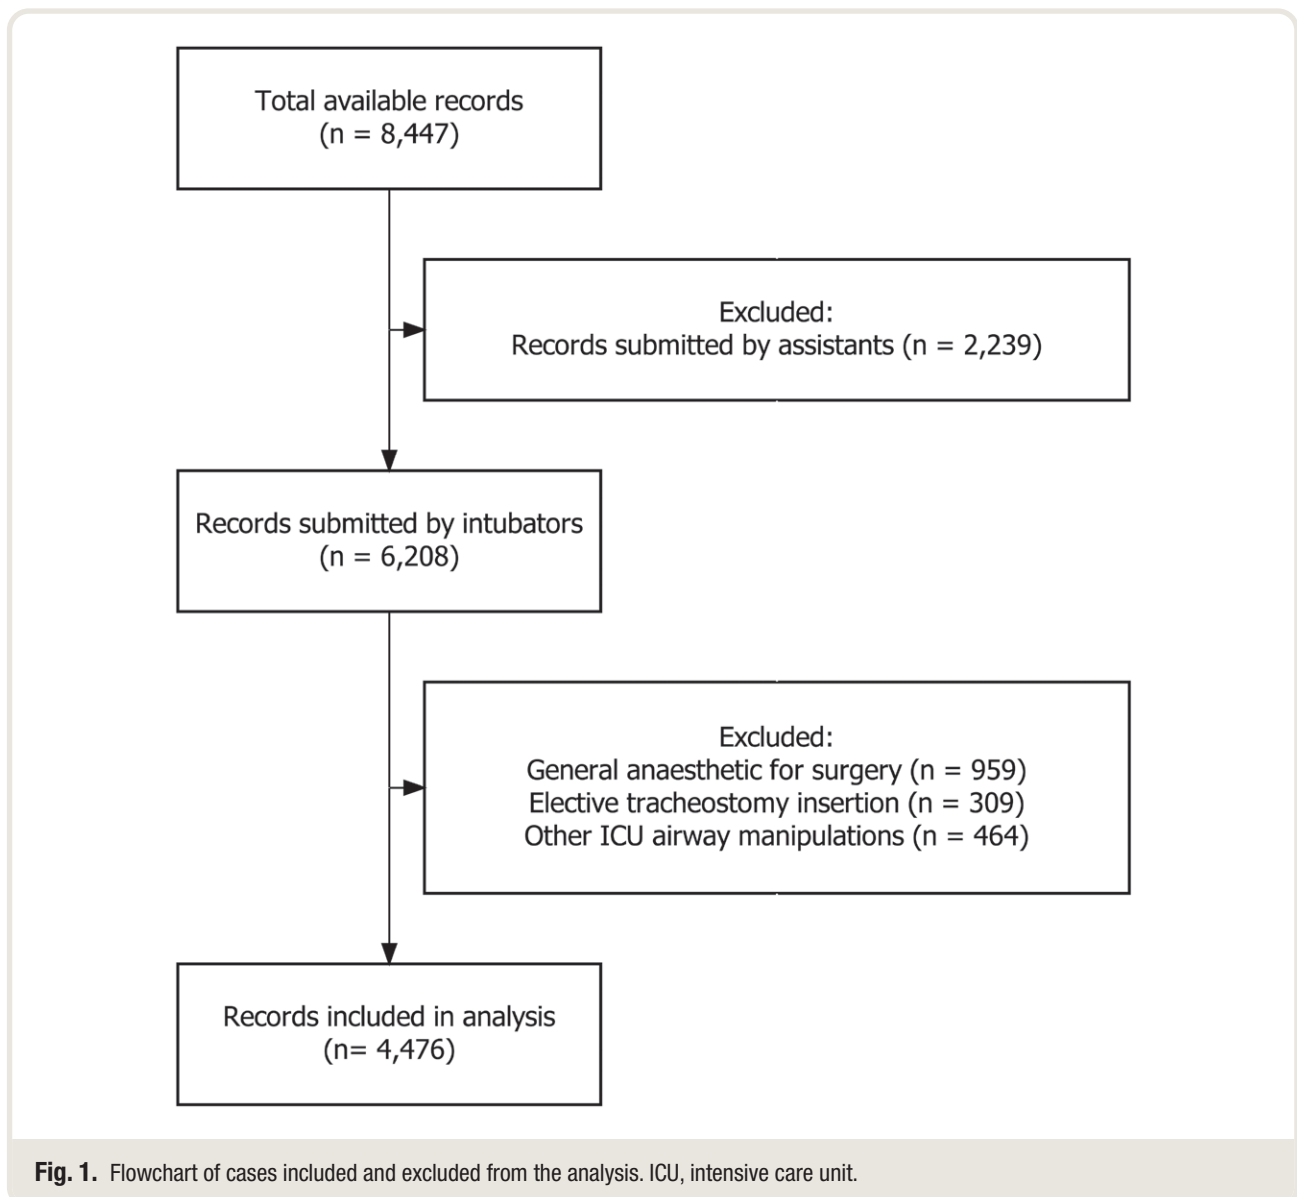 Total available records
(n = 8,447)
Excluded:
Records submitted by assistants (n = 2,239)
Records submitted by intubators
(n = 6,208)
Excluded:
General anaesthetic for surgery (n = 959)
Elective tracheostomy insertion (n = 309)
Other ICU airway manipulations (n = 464)
Records included in analysis
(n= 4,476)
Fig. 1. Flowchart of cases included and excluded from the analysis. ICU, intensive care unit.